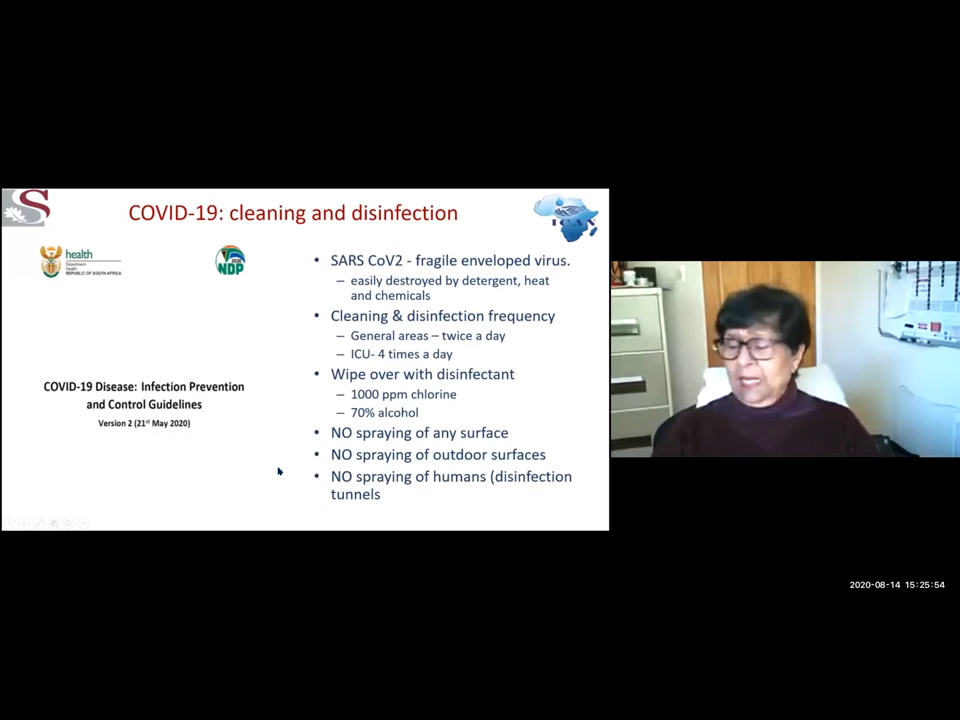 COVID-19: cleaning and disinfection
S
ICAN
health
Department:
Health
REPUBLIC OF SOUTH AFRICA
2030
NDP
COVID-19 Disease: Infection Prevention
and Control Guidelines
Version 2 (21st May 2020)
• SARS CoV2 - fragile enveloped virus.
– easily destroyed by detergent, heat
and chemicals
• Cleaning & disinfection frequency
– General areas – twice a day
– ICU- 4 times a day
• Wipe over with disinfectant
– 1000 ppm chlorine
– 70% alcohol
• NO spraying of any surface
• NO spraying of outdoor surfaces
• NO spraying of humans (disinfection
tunnels
2020-08-14 15:25:54